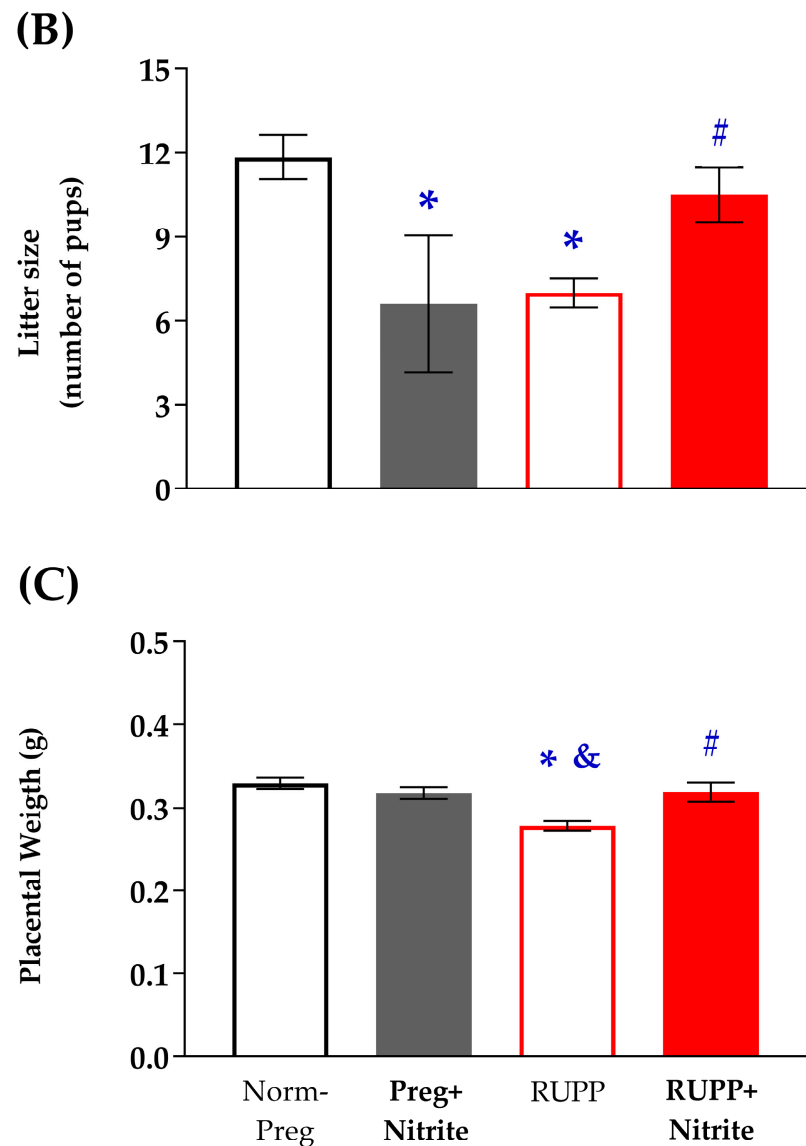 (B)
15
12
9
6
3
0
Litter size
(number of pups)
*
*
#
(C)
0.5
0.4
0.3
0.2
0.1
0.0
Placental Weigth (g)
* &
#
Norm-
Preg
Preg+
Nitrite
RUPP
RUPP+
Nitrite